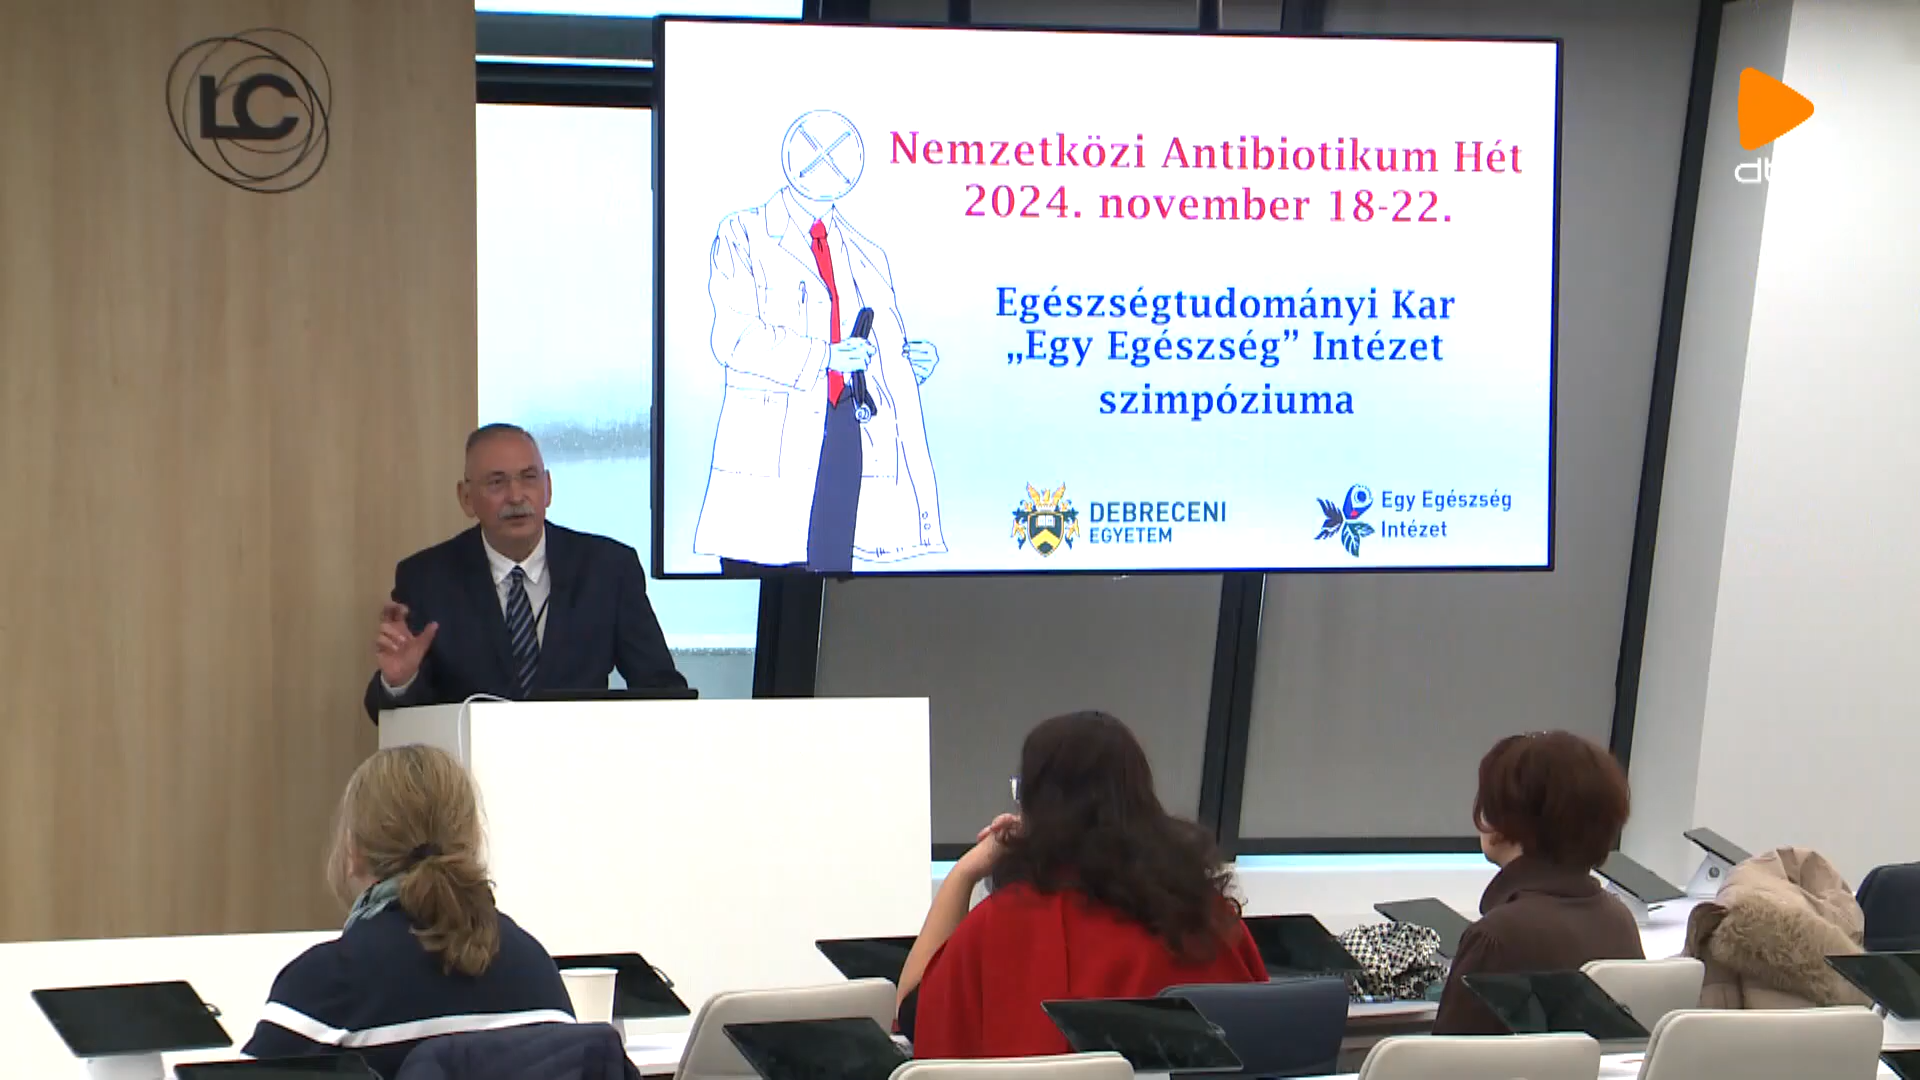 LC
Nemzetközi Antibiotikum Hét
2024. november 18-22.
Egészségtudományi Kar
„Egy Egészség” Intézet
szimpóziuma
DEBRECENI
EGYETEM
Egy Egészség
Intézet